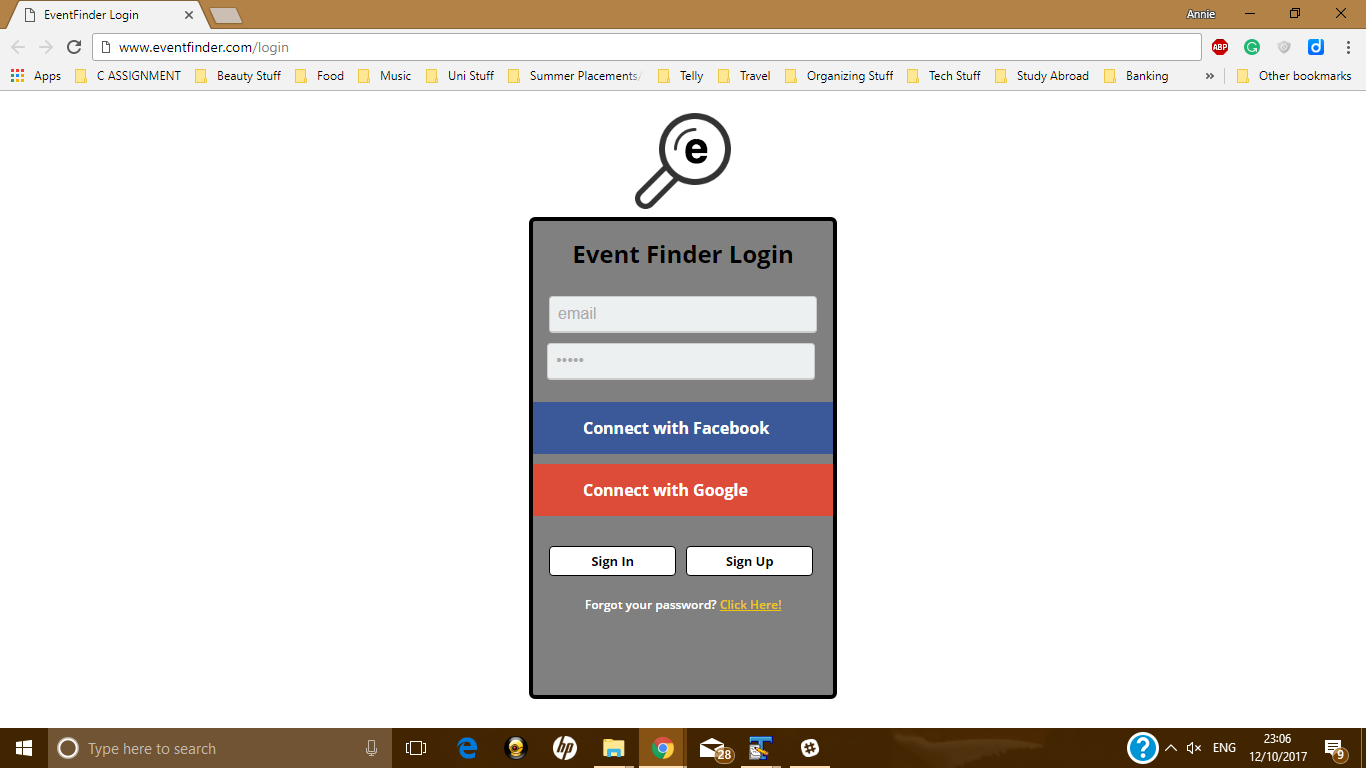 EventFinder Login
Annie
www.eventfinder.com/login
ABP
Apps C ASSIGNMENT Beauty Stuff Food Music Uni Stuff Summer Placements/ Telly Travel Organizing Stuff Tech Stuff Study Abroad Banking » Other bookmarks
e
Event Finder Login
email
•••••
Connect with Facebook
Connect with Google
Sign In Sign Up
Forgot your password? Click Here!
Type here to search
hp
28
ENG
23:06
12/10/2017
9